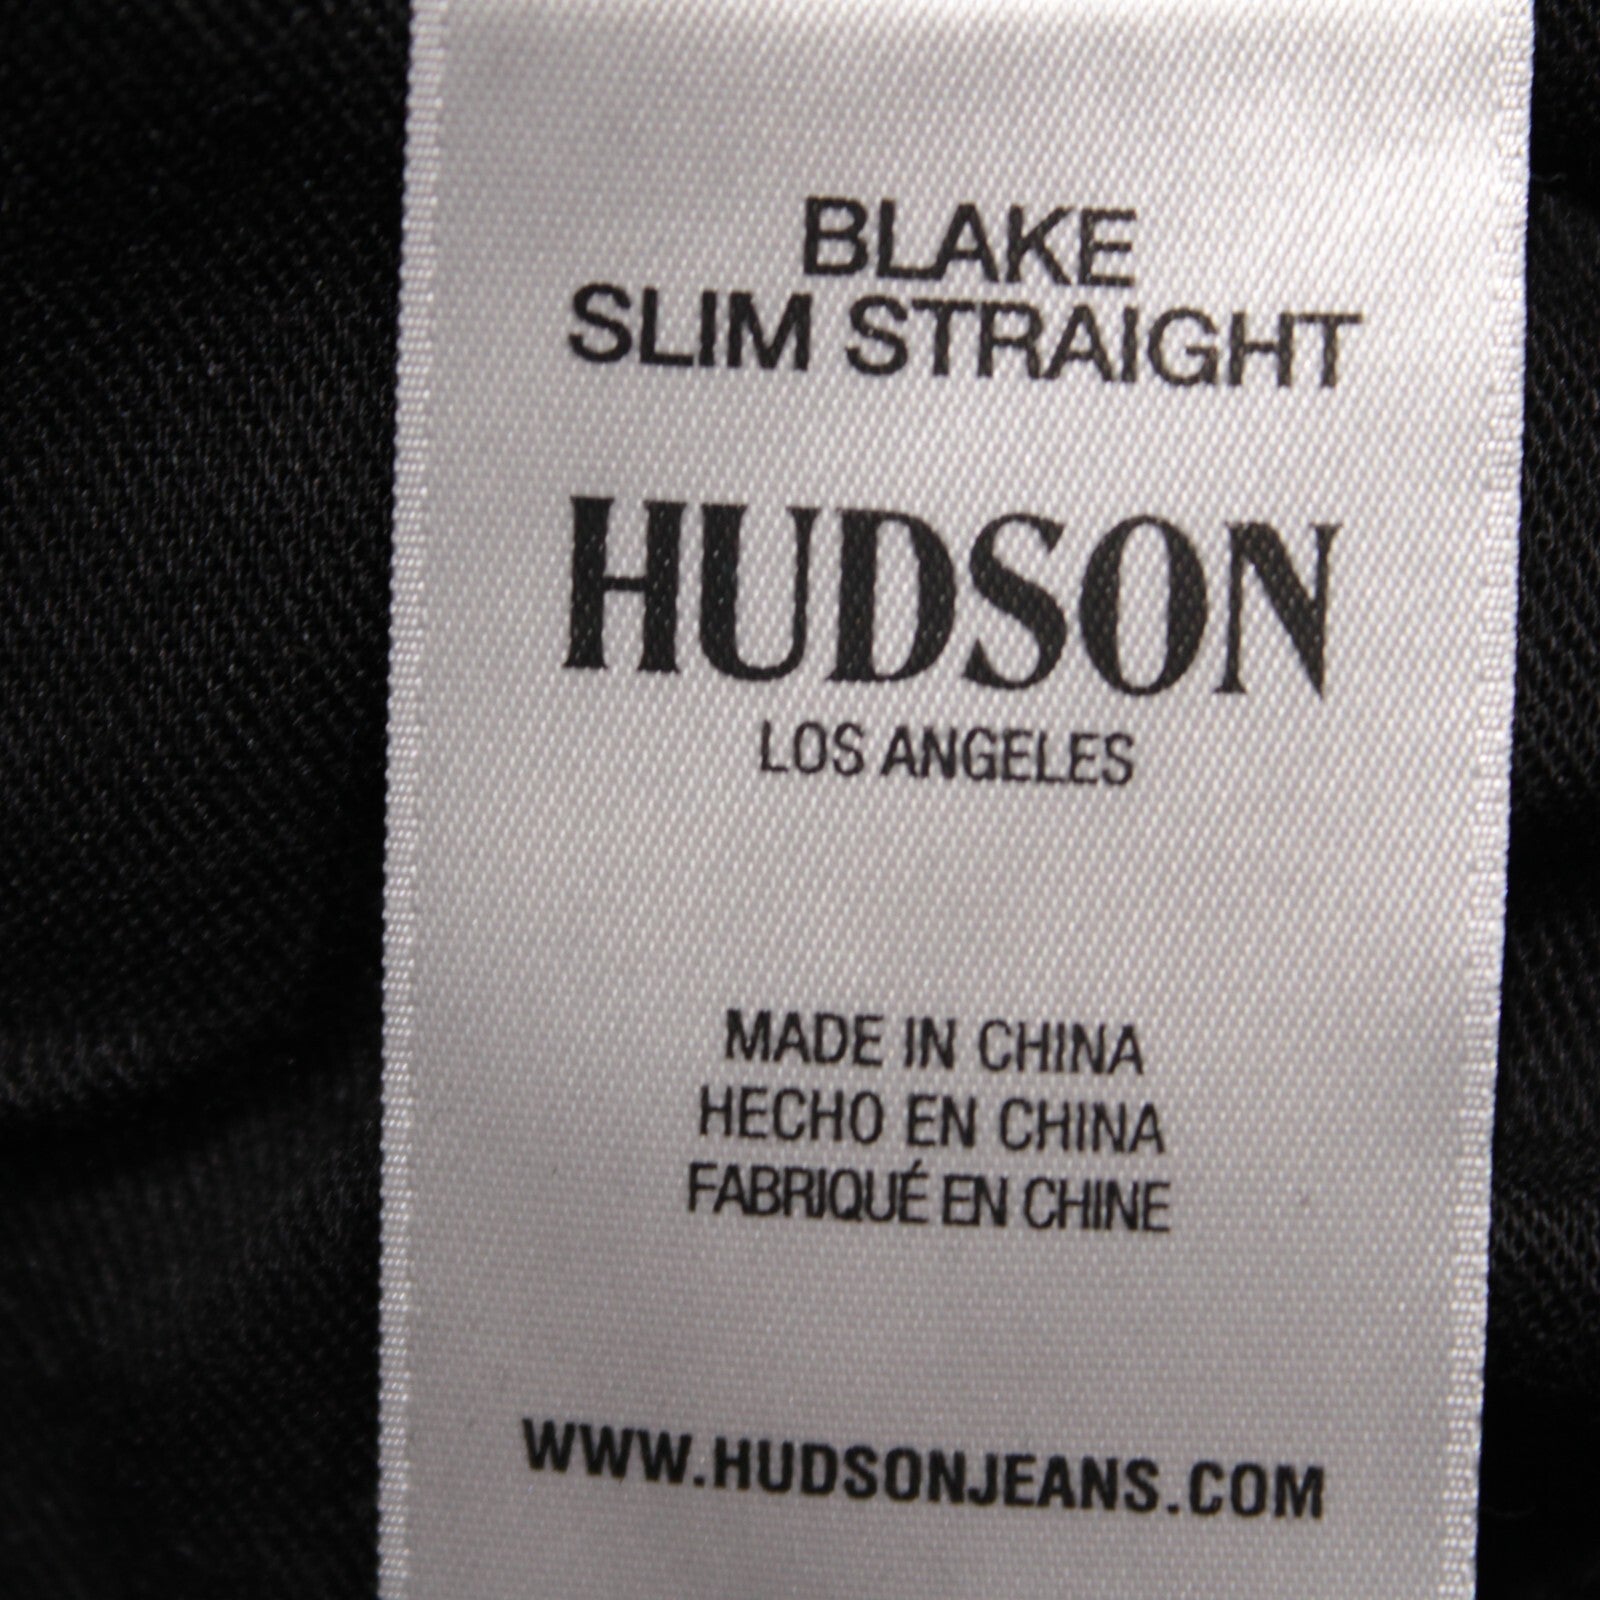 BLAKE
SLIM STRAIGHT
HUDSON
LOS ANGELES
MADE IN CHINA
HECHO EN CHINA
FABRIQUÉ EN CHINE
WWW.HUDSONJEANS.COM